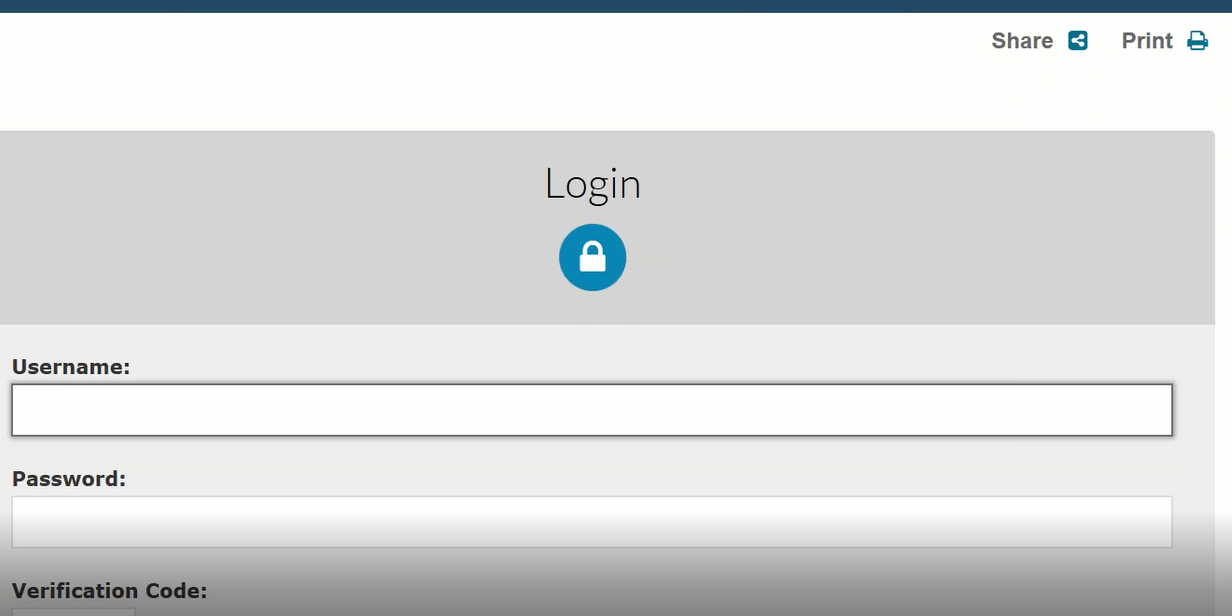 Share Print
Login
Username:
Password:
Verification Code: